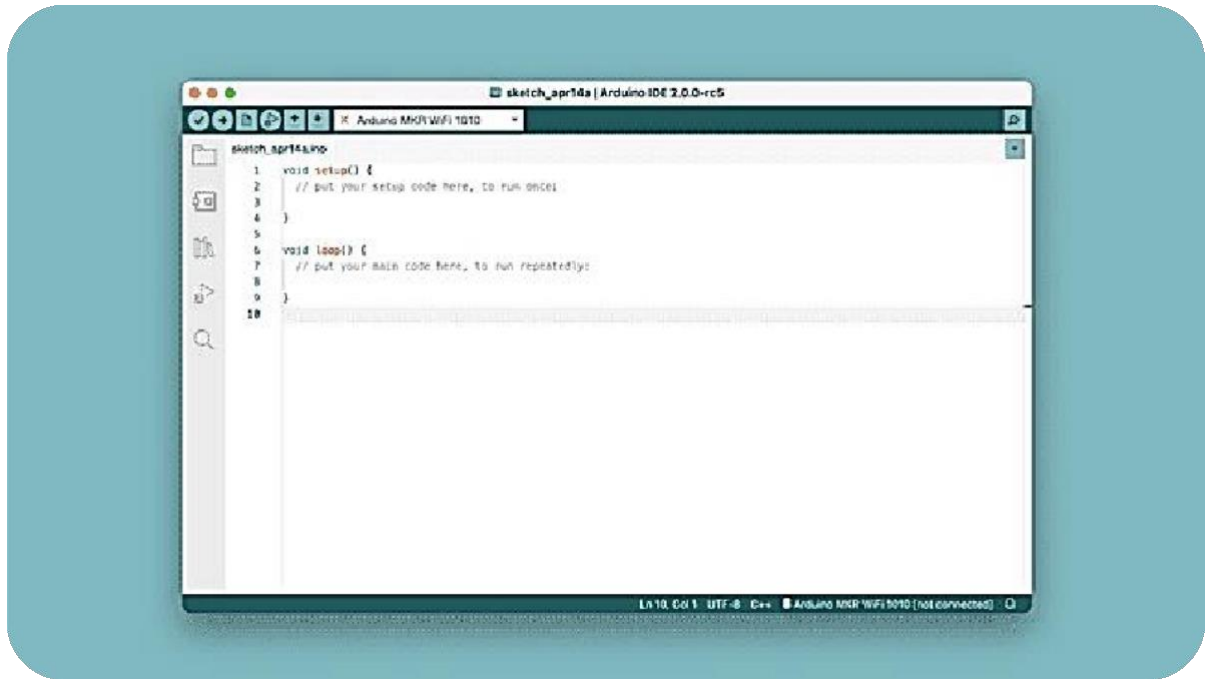 sketch_apr14a | Arduino IDE 2.0.0-rc5
Arduino MKR WiFi 1010
sketch_apr14a.ino
1 void setup() {
2 // put your setup code here, to run once:
3
4 }
5
6 void loop() {
7 // put your main code here, to run repeatedly:
8
9 }
10
Ln 10, Col 1 UTF-8 C++ Arduino MKR WiFi 1010 [not connected]